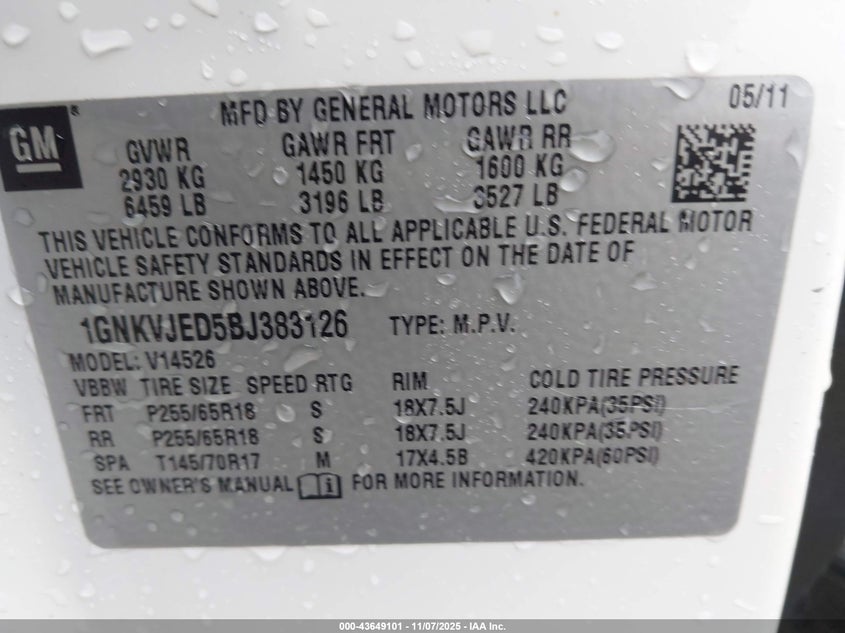 GM
®
MFD BY GENERAL MOTORS LLC 05/11
GVWR GAWR FRT GAWR RR
2930 KG 1450 KG 1600 KG
6459 LB 3196 LB 3527 LB
THIS VEHICLE CONFORMS TO ALL APPLICABLE U.S. FEDERAL MOTOR
VEHICLE SAFETY STANDARDS IN EFFECT ON THE DATE OF
MANUFACTURE SHOWN ABOVE.
1GNKVJED5BJ383126 TYPE: M.P.V.
MODEL: V14526
VBBW TIRE SIZE SPEED RTG RIM COLD TIRE PRESSURE
FRT P255/65R18 S 18X7.5J 240KPA(35PSI)
RR P255/65R18 S 18X7.5J 240KPA(35PSI)
SPA T145/70R17 M 17X4.5B 420KPA(60PSI)
SEE OWNER'S MANUAL i FOR MORE INFORMATION.
000-43649101 - 11/07/2025 - IAA Inc.